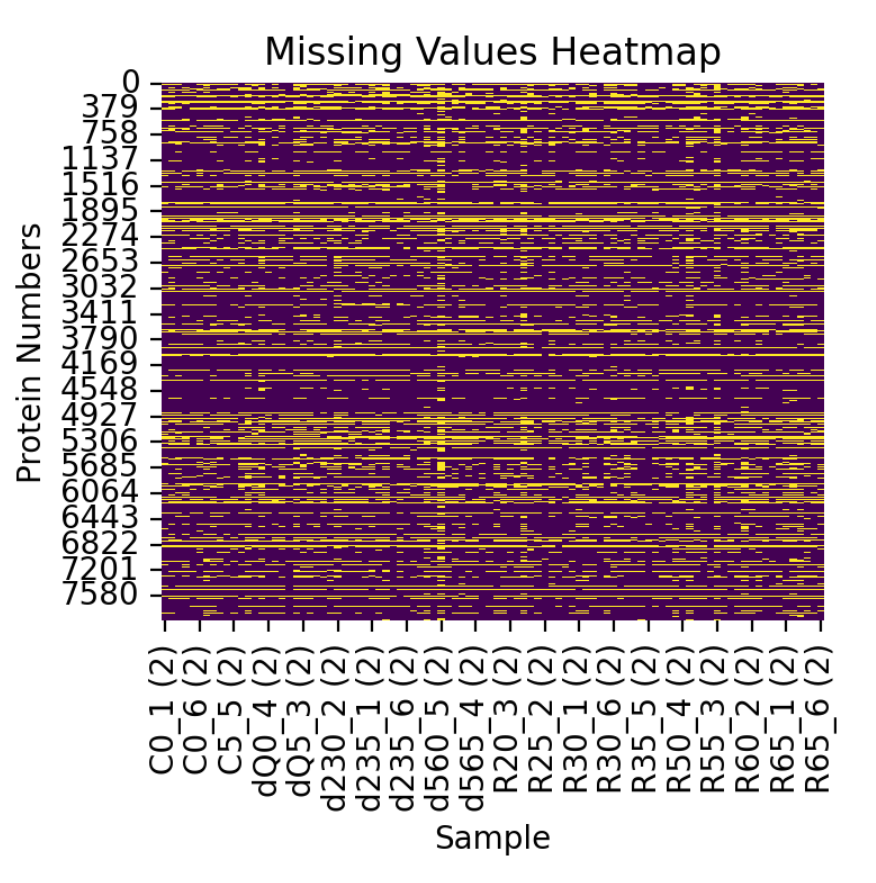 Missing Values Heatmap
0
379
758
1137
1516
1895
2274
2653
3032
3411
3790
4169
4548
4927
5306
5685
6064
6443
6822
7201
7580
Protein Numbers
C0_1 (2)
C0_6 (2)
C5_5 (2)
dQ0_4 (2)
dQ5_3 (2)
d230_2 (2)
d235_1 (2)
d235_6 (2)
d560_5 (2)
d565_4 (2)
R20_3 (2)
R25_2 (2)
R30_1 (2)
R30_6 (2)
R35_5 (2)
R50_4 (2)
R55_3 (2)
R60_2 (2)
R65_1 (2)
R65_6 (2)
Sample